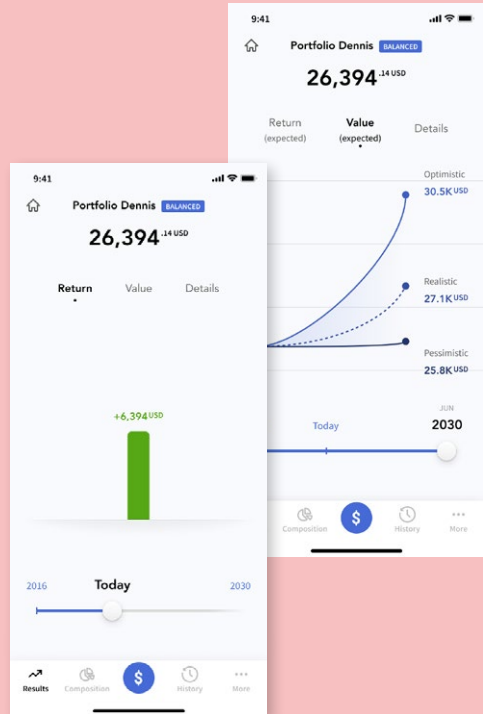 9:41
Portfolio Dennis BALANCED
26,394.14 USD
Return Value Details
(expected) (expected)
Optimistic
30.5K USD
Realistic
27.1K USD
Pessimistic
25.8K USD
JUN
Today 2030
Composition $ History More
9:41
Portfolio Dennis BALANCED
26,394.14 USD
Return Value Details
+6,394 USD
2016 Today 2030
Results Composition $ History More